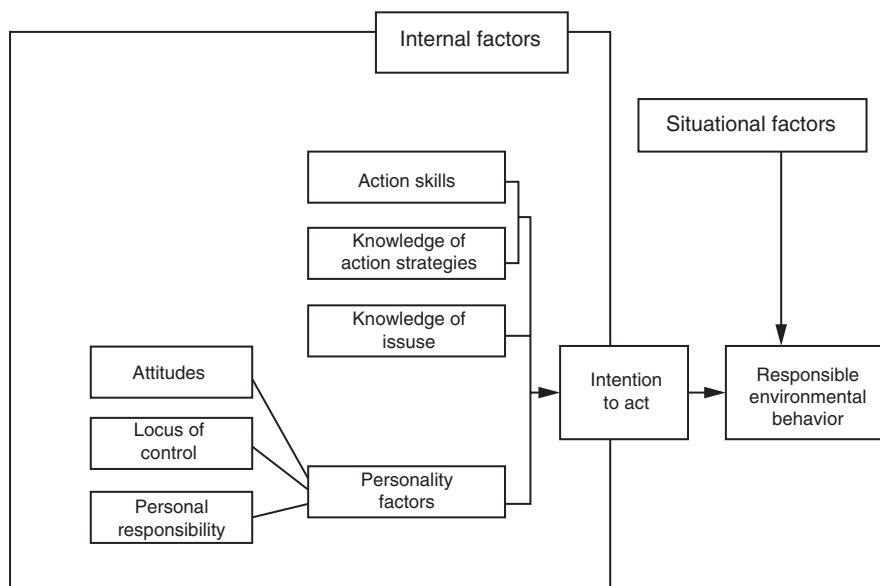 Internal factors
Situational factors
Action skills
Knowledge of
action strategies
Knowledge of
issuse
Attitudes
Locus of
control
Personal
responsibility
Personality
factors
Intention
to act
Responsible
environmental
behavior